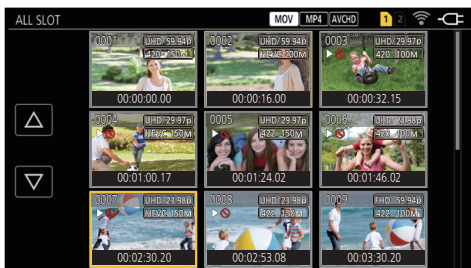 ALL SLOT MOV MP4 AVCHD 1 2
0001 UHD/59.94p 0002 UHD/59.94p 0003 UHD/29.97p
420 150M HEVC 200M 420 100M
00:00:00.00 00:00:16.00 00:00:32.15
0004 UHD/29.97p 0005 UHD/29.97p 0006 UHD/23.98p
HEVC 150M 422 150M 422 100M
00:01:00.17 00:01:24.02 00:01:46.02
0007 UHD/23.98p 0008 UHD/23.98p 0009 FHD/59.94p
HEVC 150M 422 150M 422 100M
00:02:30.20 00:02:53.08 00:03:30.20